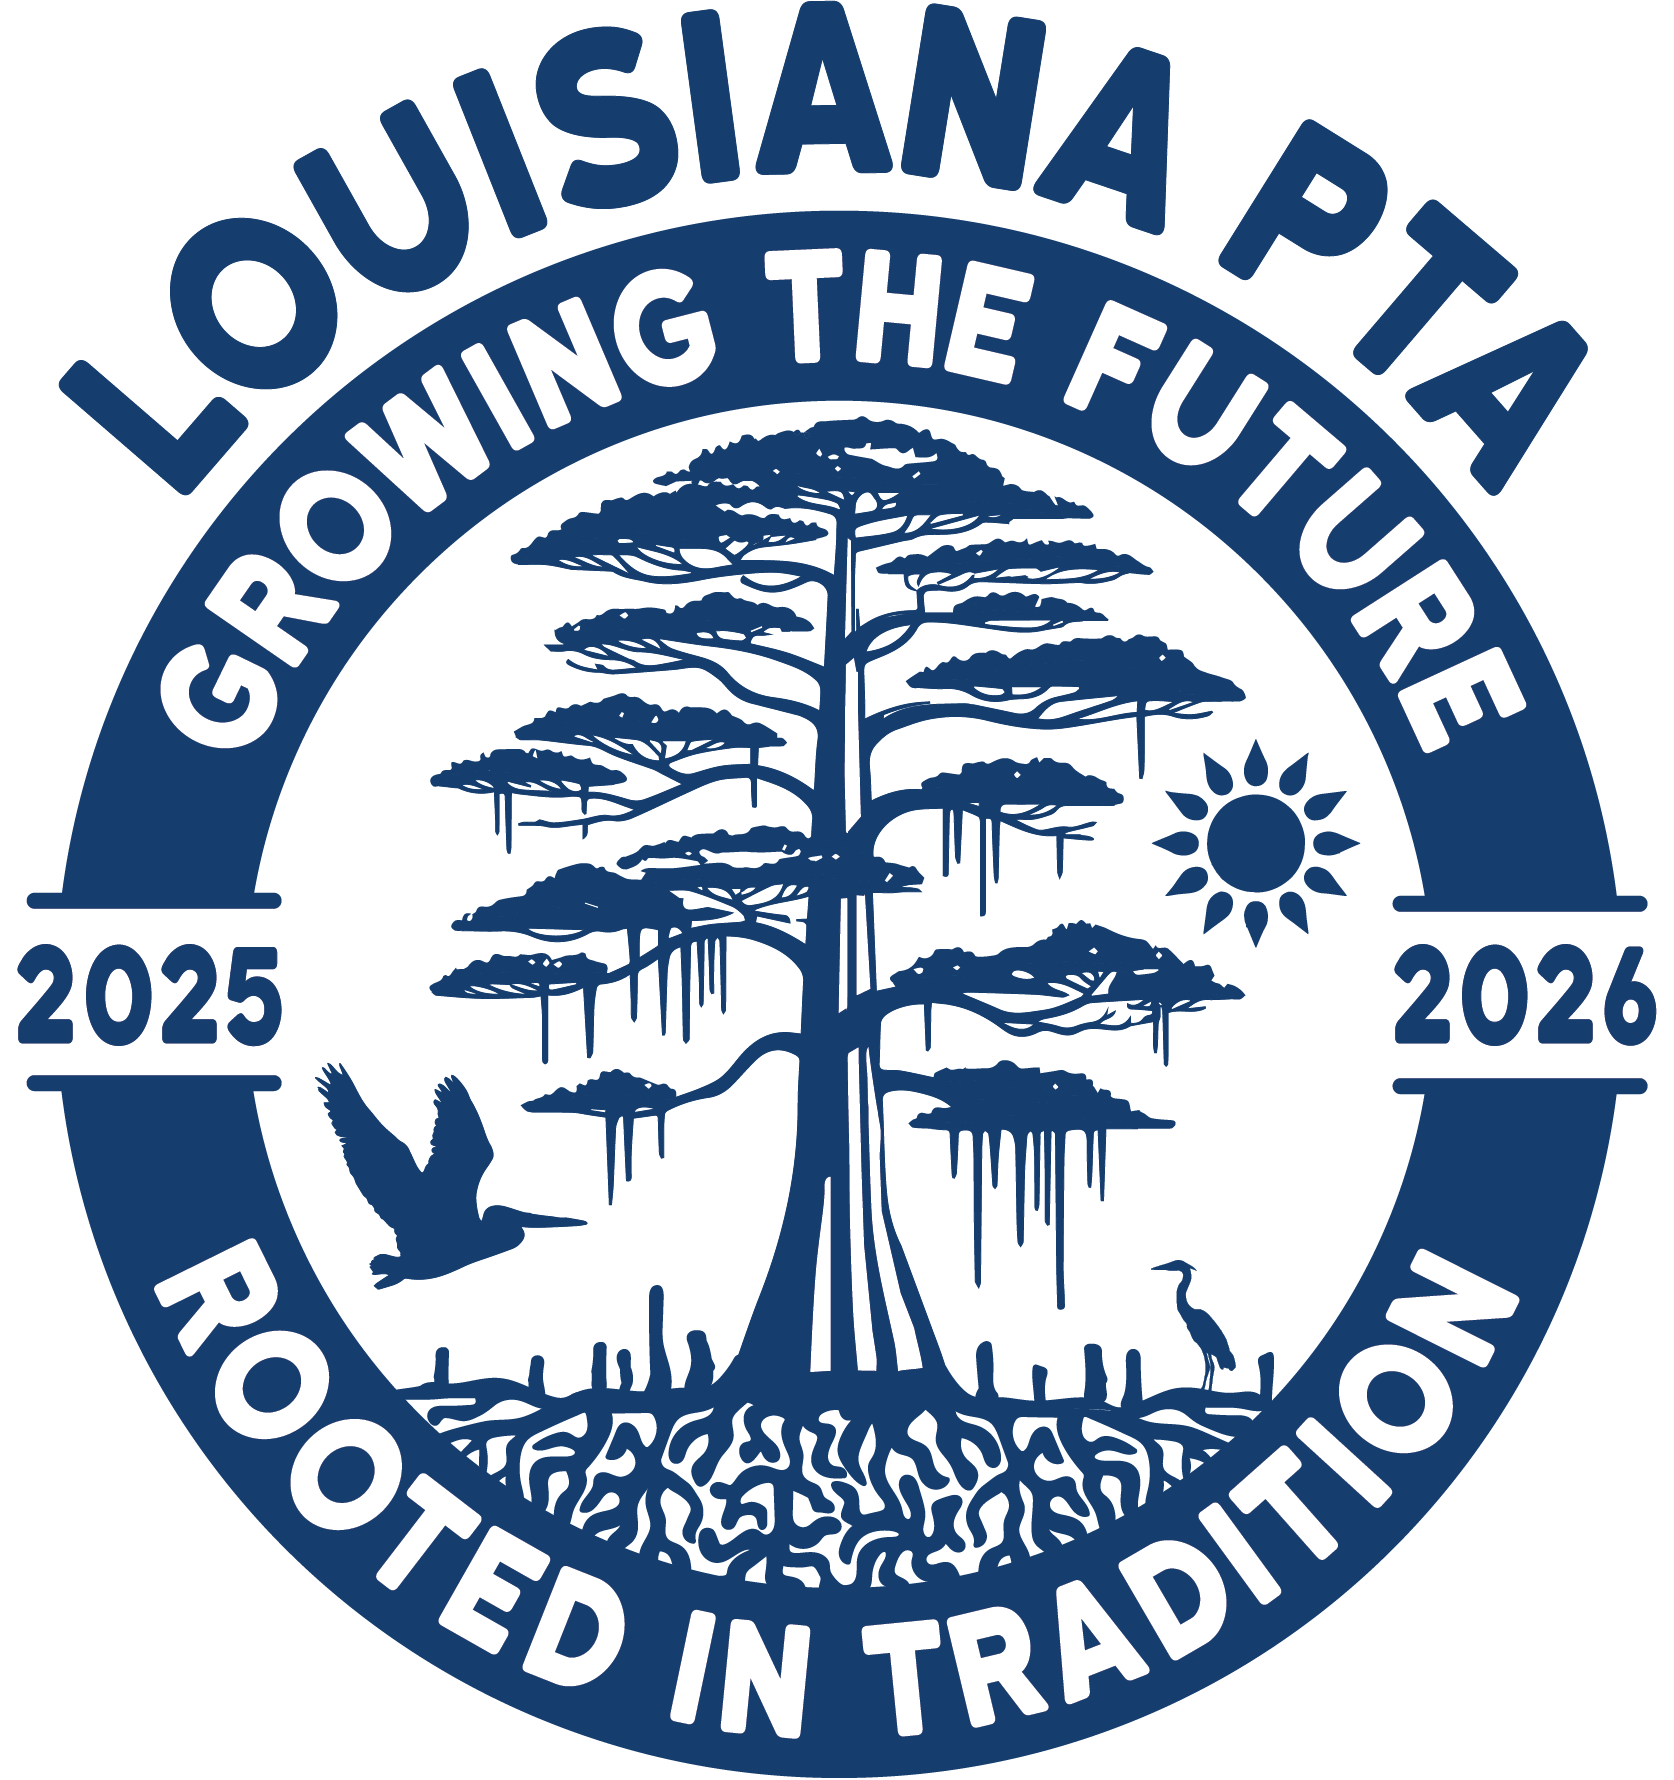 LOUISIANA PTA
GROWING THE FUTURE
2025
2026
ROOTED IN TRADITION